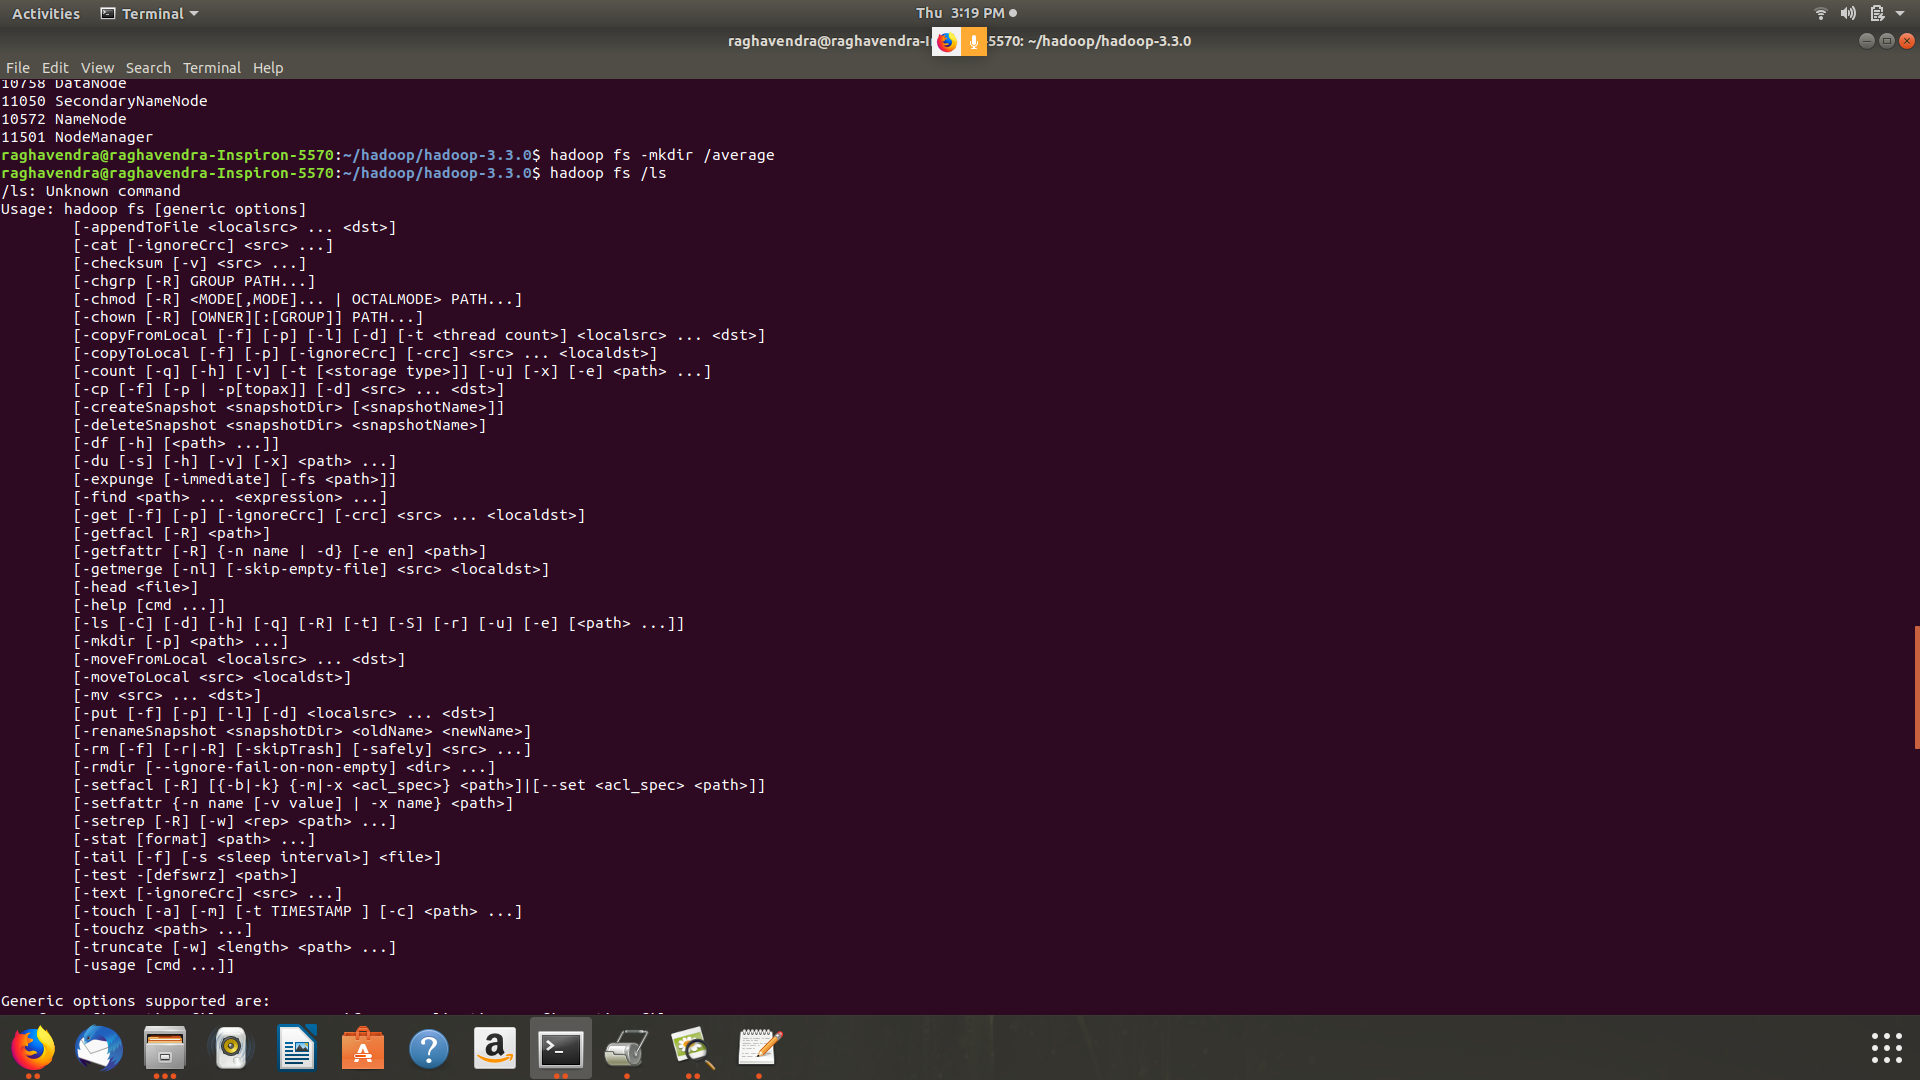 Activities Terminal Thu 3:19 PM
raghavendra@raghavendra-I 5570: ~/hadoop/hadoop-3.3.0
File Edit View Search Terminal Help
10758 DataNode
11050 SecondaryNameNode
10572 NameNode
11501 NodeManager
raghavendra@raghavendra-Inspiron-5570:~/hadoop/hadoop-3.3.0$ hadoop fs -mkdir /average
raghavendra@raghavendra-Inspiron-5570:~/hadoop/hadoop-3.3.0$ hadoop fs /ls
/ls: Unknown command
Usage: hadoop fs [generic options]
[-appendToFile <localsrc> ... <dst>]
[-cat [-ignoreCrc] <src> ...]
[-checksum [-v] <src> ...]
[-chgrp [-R] GROUP PATH...]
[-chmod [-R] <MODE[,MODE]... | OCTALMODE> PATH...]
[-chown [-R] [OWNER][:[GROUP]] PATH...]
[-copyFromLocal [-f] [-p] [-l] [-d] [-t <thread count>] <localsrc> ... <dst>]
[-copyToLocal [-f] [-p] [-ignoreCrc] [-crc] <src> ... <localdst>]
[-count [-q] [-h] [-v] [-t [<storage type>]] [-u] [-x] [-e] <path> ...]
[-cp [-f] [-p | -p[topax]] [-d] <src> ... <dst>]
[-createSnapshot <snapshotDir> [<snapshotName>]]
[-deleteSnapshot <snapshotDir> <snapshotName>]
[-df [-h] [<path> ...]]
[-du [-s] [-h] [-v] [-x] <path> ...]
[-expunge [-immediate] [-fs <path>]]
[-find <path> ... <expression> ...]
[-get [-f] [-p] [-ignoreCrc] [-crc] <src> ... <localdst>]
[-getfacl [-R] <path>]
[-getfattr [-R] {-n name | -d} [-e en] <path>]
[-getmerge [-nl] [-skip-empty-file] <src> <localdst>]
[-head <file>]
[-help [cmd ...]]
[-ls [-C] [-d] [-h] [-q] [-R] [-t] [-S] [-r] [-u] [-e] [<path> ...]]
[-mkdir [-p] <path> ...]
[-moveFromLocal <localsrc> ... <dst>]
[-moveToLocal <src> <localdst>]
[-mv <src> ... <dst>]
[-put [-f] [-p] [-l] [-d] <localsrc> ... <dst>]
[-renameSnapshot <snapshotDir> <oldName> <newName>]
[-rm [-f] [-r|-R] [-skipTrash] [-safely] <src> ...]
[-rmdir [--ignore-fail-on-non-empty] <dir> ...]
[-setfacl [-R] [{-b|-k} {-m|-x <acl_spec>} <path>]|[--set <acl_spec> <path>]]
[-setfattr {-n name [-v value] | -x name} <path>]
[-setrep [-R] [-w] <rep> <path> ...]
[-stat [format] <path> ...]
[-tail [-f] [-s <sleep interval>] <file>]
[-test -[defswrz] <path>]
[-text [-ignoreCrc] <src> ...]
[-touch [-a] [-m] [-t TIMESTAMP ] [-c] <path> ...]
[-touchz <path> ...]
[-truncate [-w] <length> <path> ...]
[-usage [cmd ...]]
Generic options supported are: